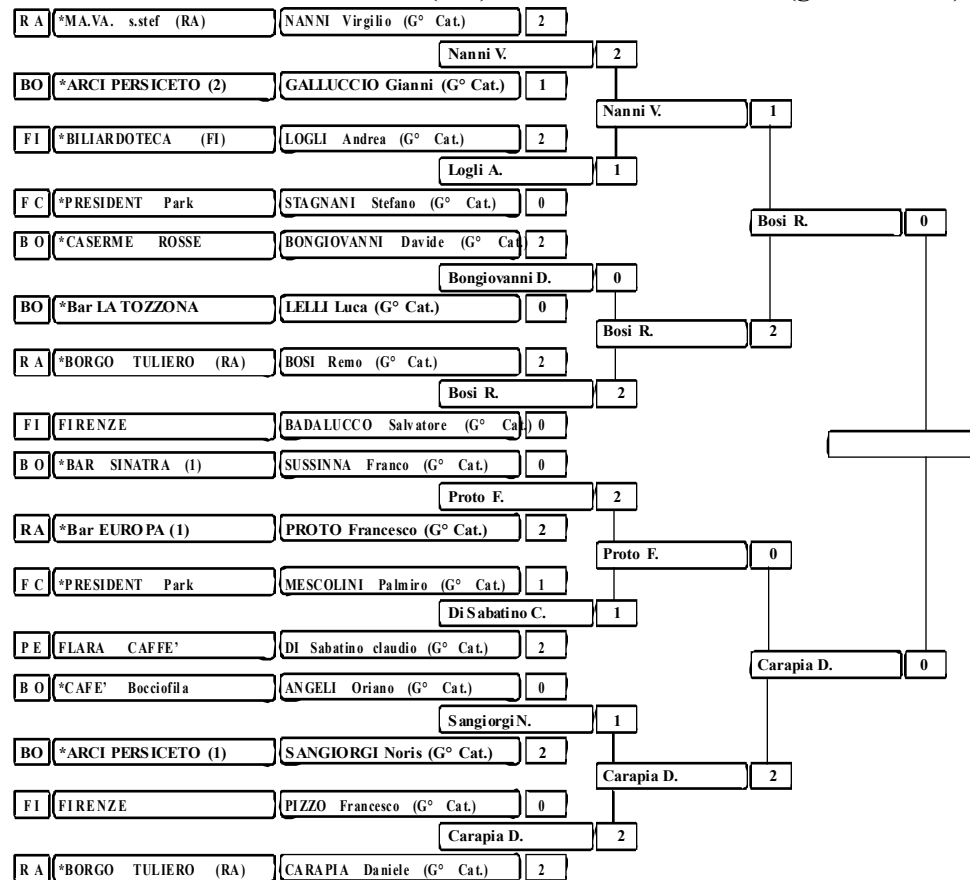 R A *MA.VA. s.stef (RA) NANNI Virgilio (G° Cat.) 2
Nanni V. 2
BO *ARCI PERSICETO (2) GALLUCCIO Gianni (G° Cat.) 1
Nanni V. 1
F I *BILIARDOTECA (FI) LOGLI Andrea (G° Cat.) 2
Logli A. 1
F C *PRESIDENT Park STAGNANI Stefano (G° Cat.) 0
Bosi R. 0
B O *CASERME ROSSE BONGIOVANNI Davide (G° Cat.) 2
Bongiovanni D. 0
BO *Bar LA TOZZONA LELLI Luca (G° Cat.) 0
Bosi R. 2
R A *BORGO TULIERO (RA) BOSI Remo (G° Cat.) 2
Bosi R. 2
F I FIRENZE BADALUCCO Salvatore (G° Cat.) 0
B O *BAR SINATRA (1) SUSSINNA Franco (G° Cat.) 0
Proto F. 2
RA *Bar EUROPA (1) PROTO Francesco (G° Cat.) 2
Proto F. 0
F C *PRESIDENT Park MESCOLINI Palmiro (G° Cat.) 1
Di Sabatino C. 1
P E FLARA CAFFE' DI Sabatino claudio (G° Cat.) 2
Carapia D. 0
B O *CAFE' Bocciofila ANGELI Oriano (G° Cat.) 0
Sangiorgi N. 1
BO *ARCI PERSICETO (1) SANGIORGI Noris (G° Cat.) 2
Carapia D. 2
F I FIRENZE PIZZO Francesco (G° Cat.) 0
Carapia D. 2
R A *BORGO TULIERO (RA) CARAPIA Daniele (G° Cat.) 2